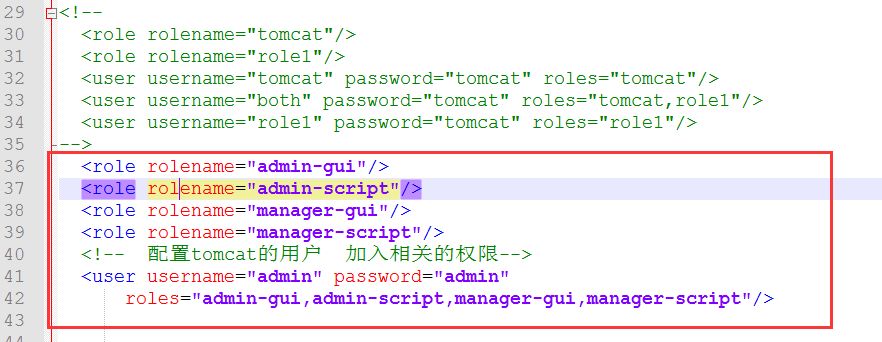 29 <!--
30 <role rolename="tomcat"/>
31 <role rolename="role1"/>
32 <user username="tomcat" password="tomcat" roles="tomcat"/>
33 <user username="both" password="tomcat" roles="tomcat,role1"/>
34 <user username="role1" password="tomcat" roles="role1"/>
35 -->
36 <role rolename="admin-gui"/>
37 <role rolename="admin-script"/>
38 <role rolename="manager-gui"/>
39 <role rolename="manager-script"/>
40 <!-- 配置tomcat的用户 加入相关的权限-->
41 <user username="admin" password="admin"
42 roles="admin-gui,admin-script,manager-gui,manager-script"/>
43
44